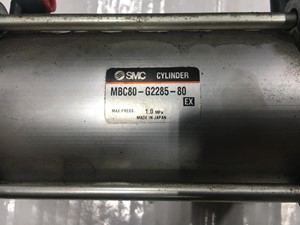 SMC CYLINDER
MBC80-G2285-80
EX
MAX PRESS. 1.0 MPa
MADE IN JAPAN